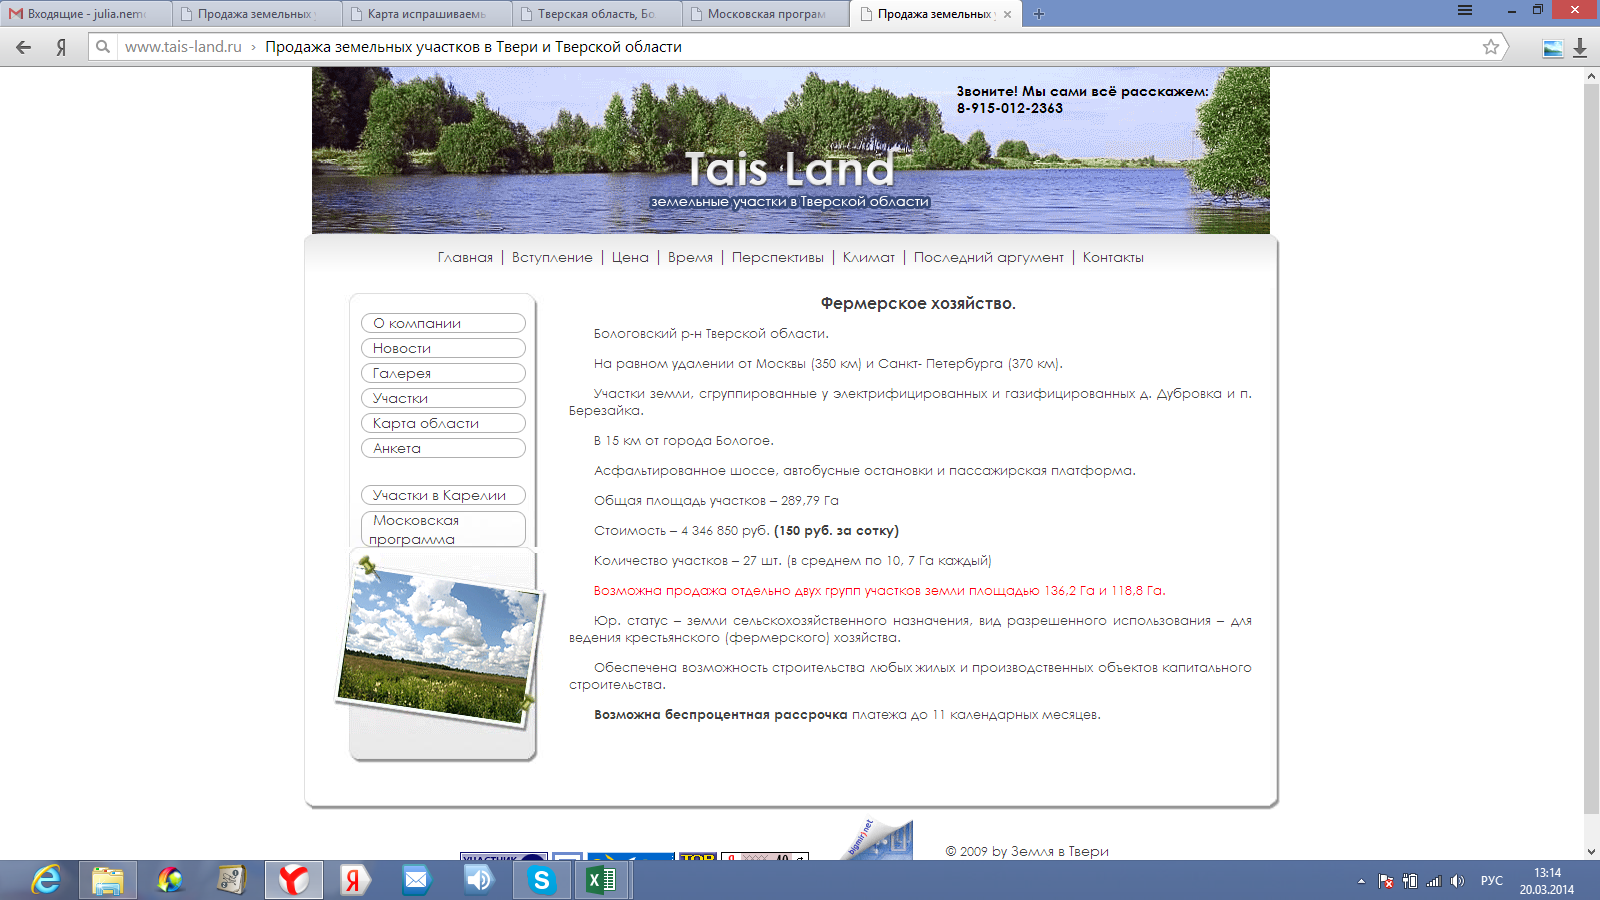 Входящие - julia.nem
Продажа земельных
Карта испрашиваем
Тверская область, Бо
Московская програм
Продажа земельных
www.tais-land.ru › Продажа земельных участков в Твери и Тверской области
Звоните! Мы сами всё расскажем:
8-915-012-2363
Tais Land
земельные участки в Тверской области
Главная | Вступление | Цена | Время | Перспективы | Климат | Последний аргумент | Контакты
О компании
Новости
Галерея
Участки
Карта области
Анкета
Участки в Карелии
Московская
программа
Фермерское хозяйство.
Бологовский р-н Тверской области.
На равном удалении от Москвы (350 км) и Санкт- Петербурга (370 км).
Участки земли, сгруппированные у электрифицированных и газифицированных д. Дубровка и п.
Березайка.
В 15 км от города Бологое.
Асфальтированное шоссе, автобусные остановки и пассажирская платформа.
Общая площадь участков – 289,79 Га
Стоимость – 4 346 850 руб. (150 руб. за сотку)
Количество участков – 27 шт. (в среднем по 10, 7 Га каждый)
Возможна продажа отдельно двух групп участков земли площадью 136,2 Га и 118,8 Га.
Юр. статус – земли сельскохозяйственного назначения, вид разрешенного использования – для
ведения крестьянского (фермерского) хозяйства.
Обеспечена возможность строительства любых жилых и производственных объектов капитального
строительства.
Возможна беспроцентная рассрочка платежа до 11 календарных месяцев.
bigmir)net
© 2009 by Земля в Твери
РУС
13:14
20.03.2014